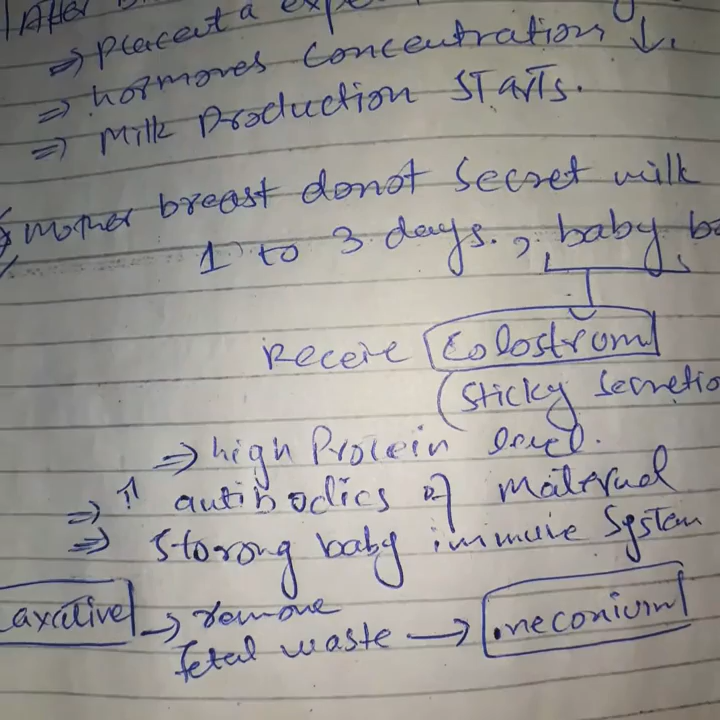 After
⇒ Placenta expe
⇒ hormones Concentration ↓.
⇒ Milk Production STarTs.
Mother breast donot Secret milk
1 to 3 days., baby b
Receive Colostrum
(Sticky Secretio
⇒ high Protein level.
⇒ ↑ antibodies of maternal
⇒ Storong baby immune System
axative → remove
fetal waste → meconium